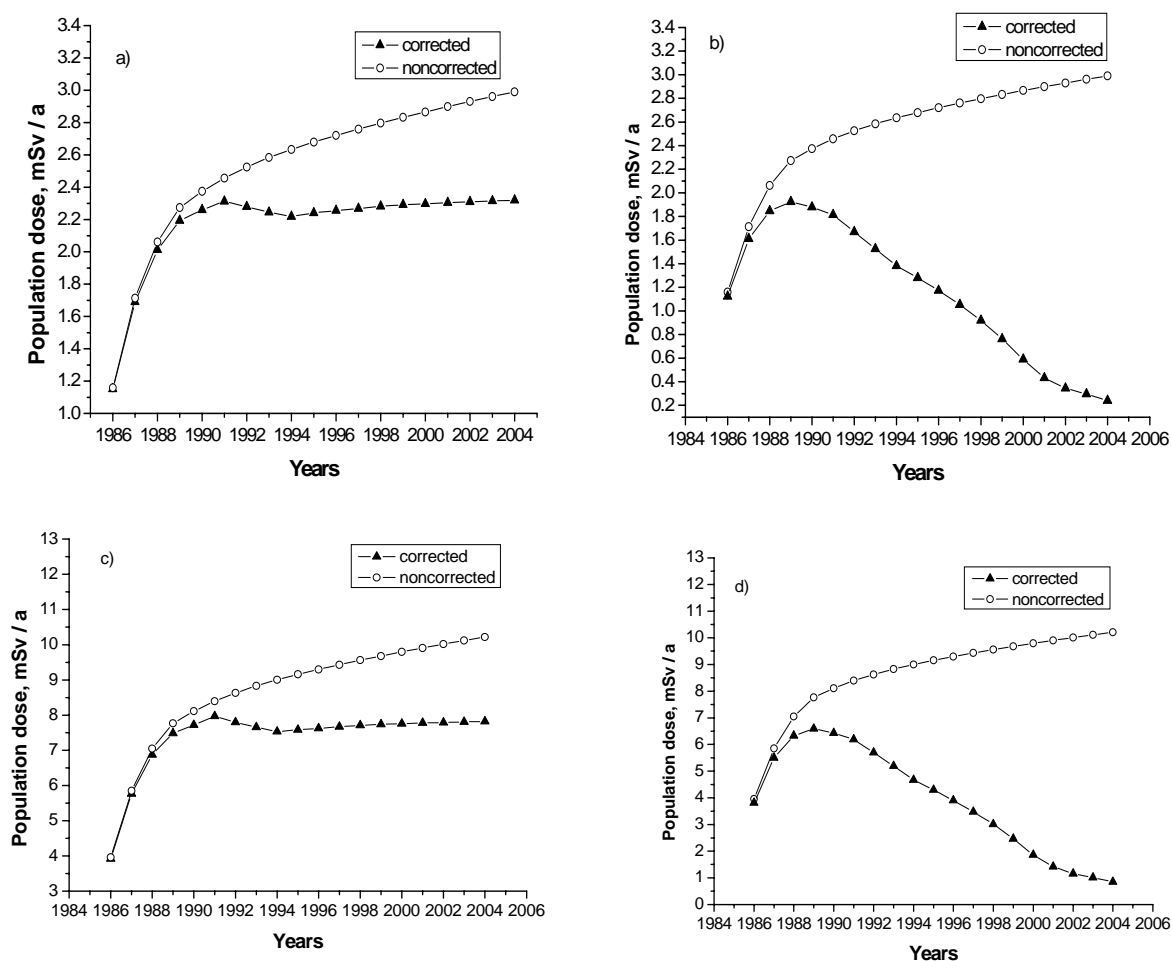 a)
corrected
noncorrected
Population dose, mSv / a
3.4
3.2
3.0
2.8
2.6
2.4
2.2
2.0
1.8
1.6
1.4
1.2
1.0
1986 1988 1990 1992 1994 1996 1998 2000 2002 2004
Years
b)
corrected
noncorrected
Population dose, mSv / a
3.4
3.2
3.0
2.8
2.6
2.4
2.2
2.0
1.8
1.6
1.4
1.2
1.0
0.8
0.6
0.4
0.2
1984 1986 1988 1990 1992 1994 1996 1998 2000 2002 2004 2006
Years
c)
corrected
noncorrected
Population dose, mSv / a
13
12
11
10
9
8
7
6
5
4
3
1984 1986 1988 1990 1992 1994 1996 1998 2000 2002 2004 2006
Years
d)
corrected
noncorrected
Population dose, mSv / a
13
12
11
10
9
8
7
6
5
4
3
2
1
0
1984 1986 1988 1990 1992 1994 1996 1998 2000 2002 2004 2006
Years